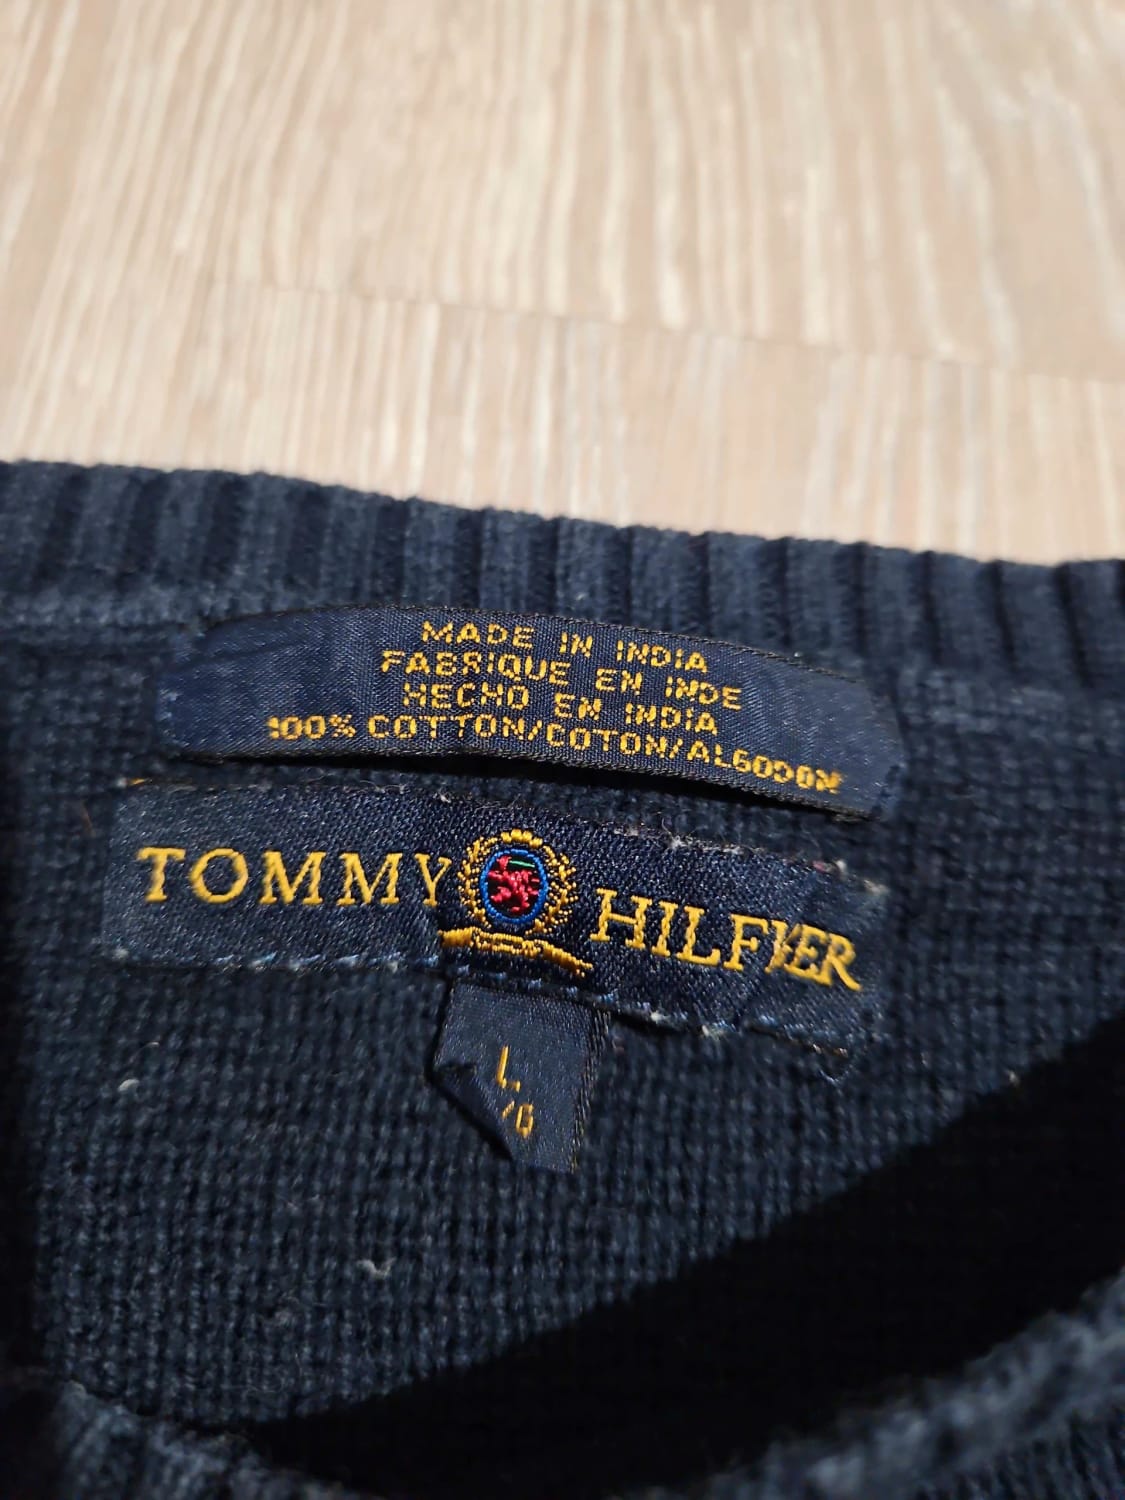 MADE IN INDIA
FABRIQUE EN INDE
HECHO EN INDIA
100% COTTON/COTON/ALGODON
TOMMY HILFIGER
L
/G